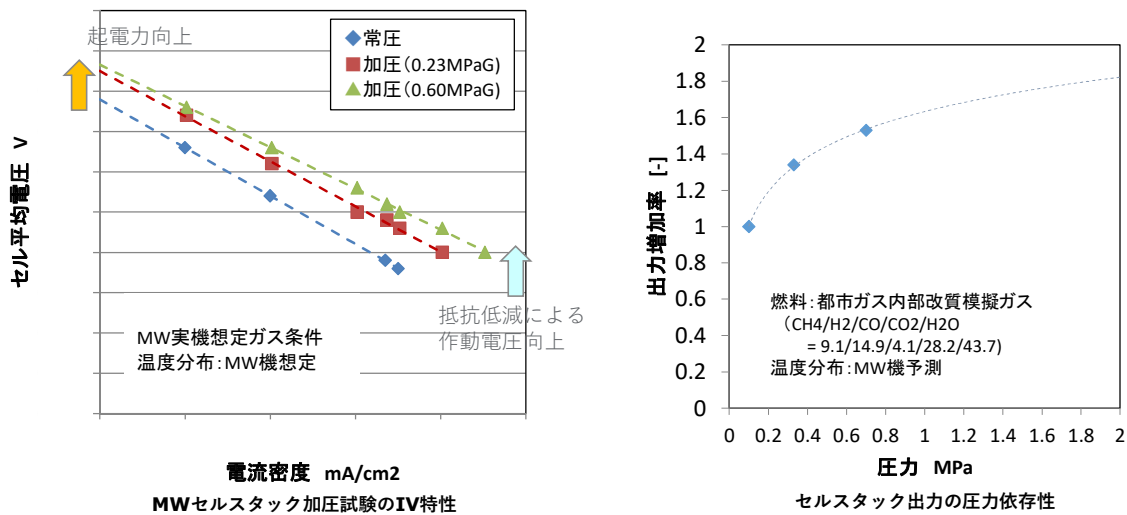 起電力向上
常圧
加圧(0.23MPaG)
加圧(0.60MPaG)
セル平均電圧 V
抵抗低減による
作動電圧向上
MW実機想定ガス条件
温度分布:MW機想定
電流密度 mA/cm2
MWセルスタック加圧試験のIV特性
2
1.8
1.6
1.4
1.2
1
0.8
0.6
0.4
0.2
0
出力増加率 [-]
燃料:都市ガス内部改質模擬ガス
(CH4/H2/CO/CO2/H2O
= 9.1/14.9/4.1/28.2/43.7)
温度分布:MW機予測
0 0.2 0.4 0.6 0.8 1 1.2 1.4 1.6 1.8 2
圧力 MPa
セルスタック出力の圧力依存性